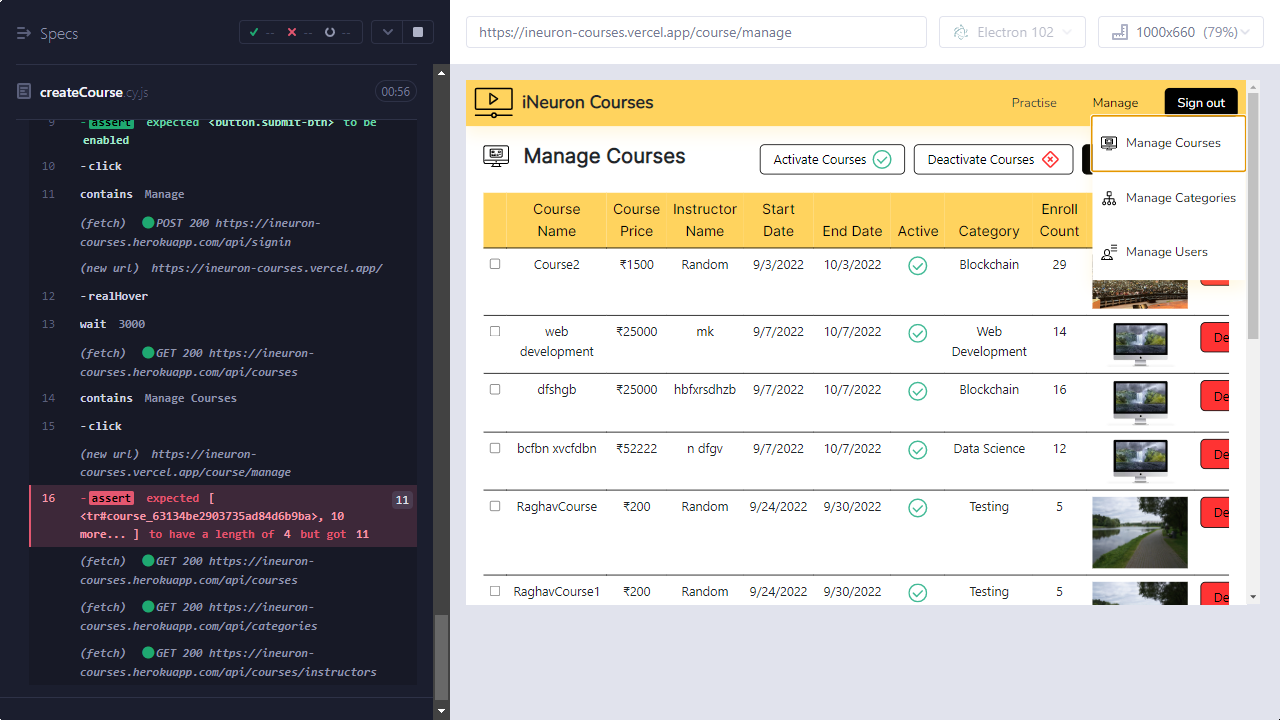 Specs
--
--
--
createCourse.cy.js
00:56
9 -assert expected <button.submit-btn> to be
enabled
10 -click
11 contains Manage
(fetch) POST 200 https://ineuron-
courses.herokuapp.com/api/signin
(new url) https://ineuron-courses.vercel.app/
12 -realHover
13 wait 3000
(fetch) GET 200 https://ineuron-
courses.herokuapp.com/api/courses
14 contains Manage Courses
15 -click
(new url) https://ineuron-
courses.vercel.app/course/manage
16 -assert expected [ 11
<tr#course_63134be2903735ad84d6b9ba>, 10
more... ] to have a length of 4 but got 11
(fetch) GET 200 https://ineuron-
courses.herokuapp.com/api/courses
(fetch) GET 200 https://ineuron-
courses.herokuapp.com/api/categories
(fetch) GET 200 https://ineuron-
courses.herokuapp.com/api/courses/instructors
https://ineuron-courses.vercel.app/course/manage
Electron 102
1000x660 (79%)
iNeuron Courses
Practise
Manage
Sign out
Manage Courses
Manage Categories
Manage Users
Manage Courses
Activate Courses
Deactivate Courses
Course Name Course Price Instructor Name Start Date End Date Active Category Enroll Count
Course2 ₹1500 Random 9/3/2022 10/3/2022 Blockchain 29
web development ₹25000 mk 9/7/2022 10/7/2022 Web Development 14 De
dfshgb ₹25000 hbfxrsdhzb 9/7/2022 10/7/2022 Blockchain 16 De
bcfbn xvcfdbn ₹52222 n dfgv 9/7/2022 10/7/2022 Data Science 12 De
RaghavCourse ₹200 Random 9/24/2022 9/30/2022 Testing 5 De
RaghavCourse1 ₹200 Random 9/24/2022 9/30/2022 Testing 5 De